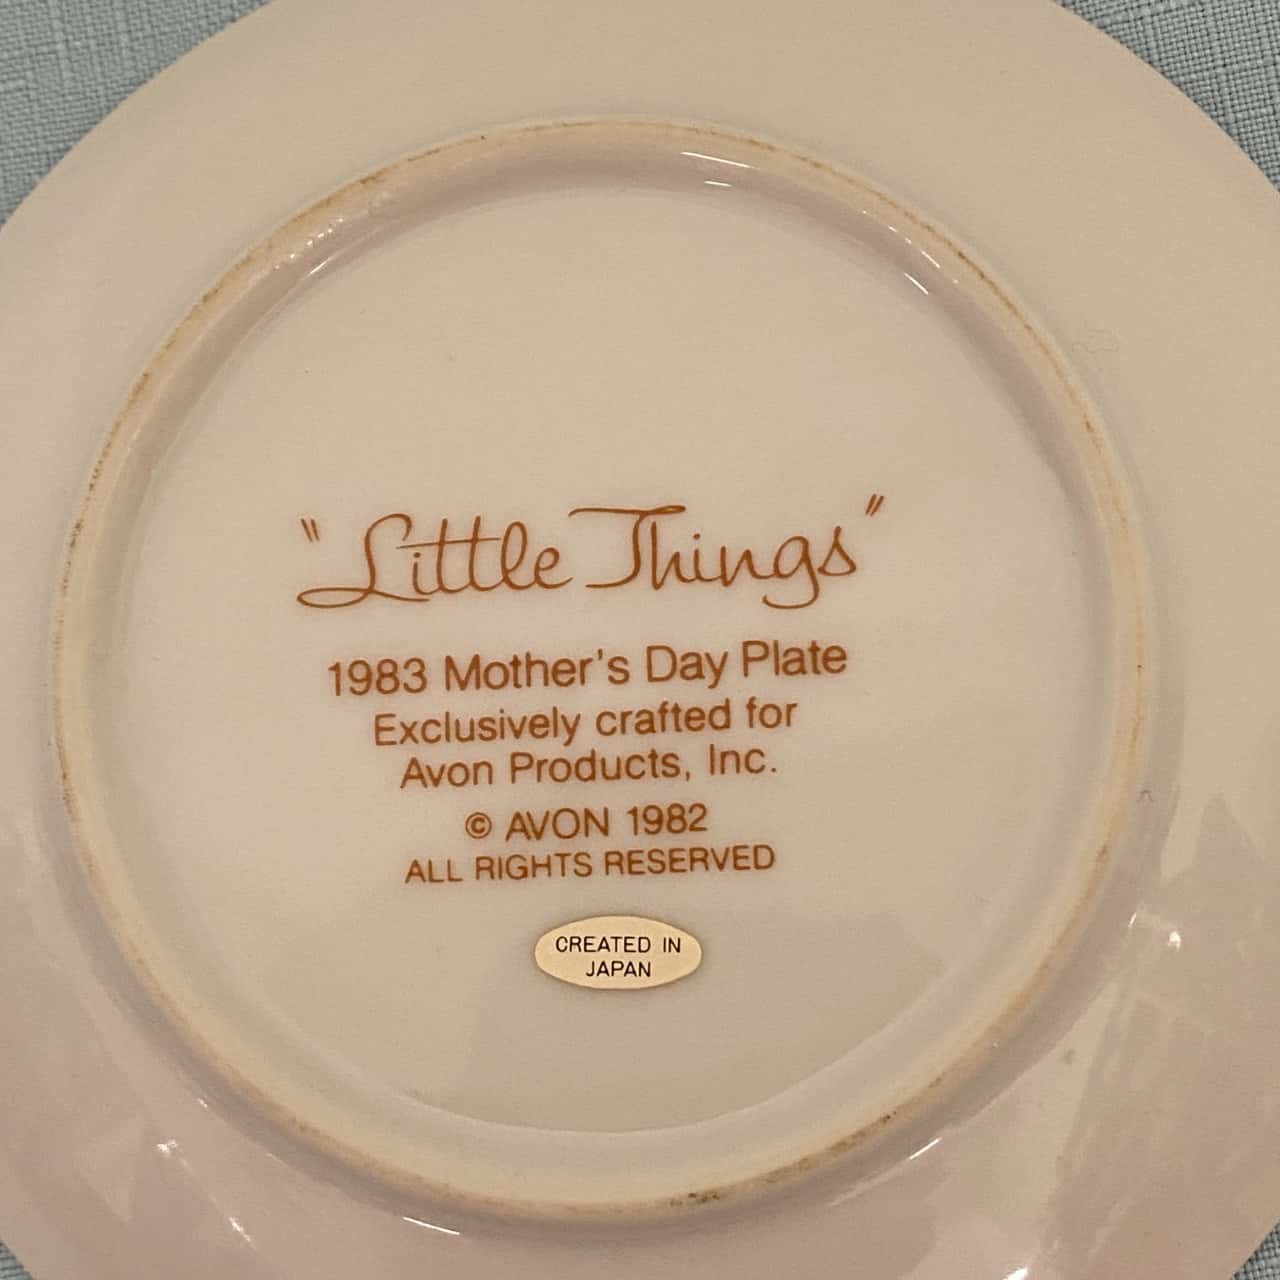 "Little Things"
1983 Mother's Day Plate
Exclusively crafted for
Avon Products, Inc.
© AVON 1982
ALL RIGHTS RESERVED
CREATED IN
JAPAN